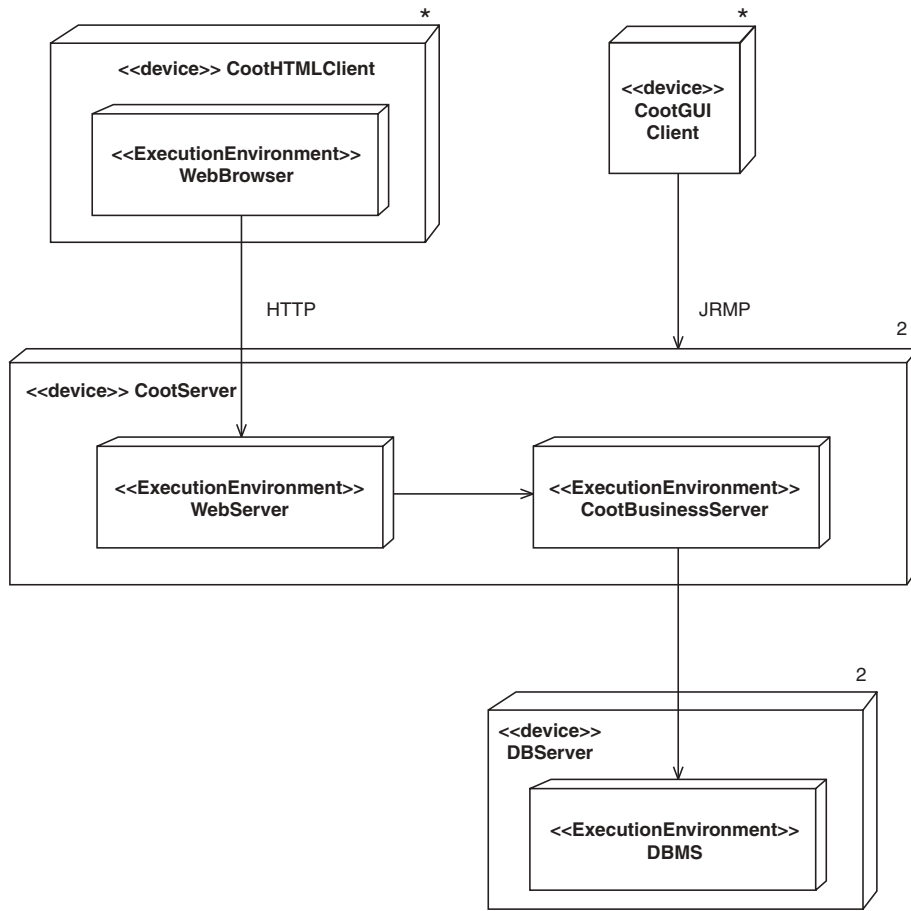 *
*
<<device>> CootHTMLClient
<<ExecutionEnvironment>>
WebBrowser
<<device>>
CootGUI
Client
HTTP
JRMP
2
<<device>> CootServer
<<ExecutionEnvironment>>
WebServer
<<ExecutionEnvironment>>
CootBusinessServer
2
<<device>>
DBServer
<<ExecutionEnvironment>>
DBMS